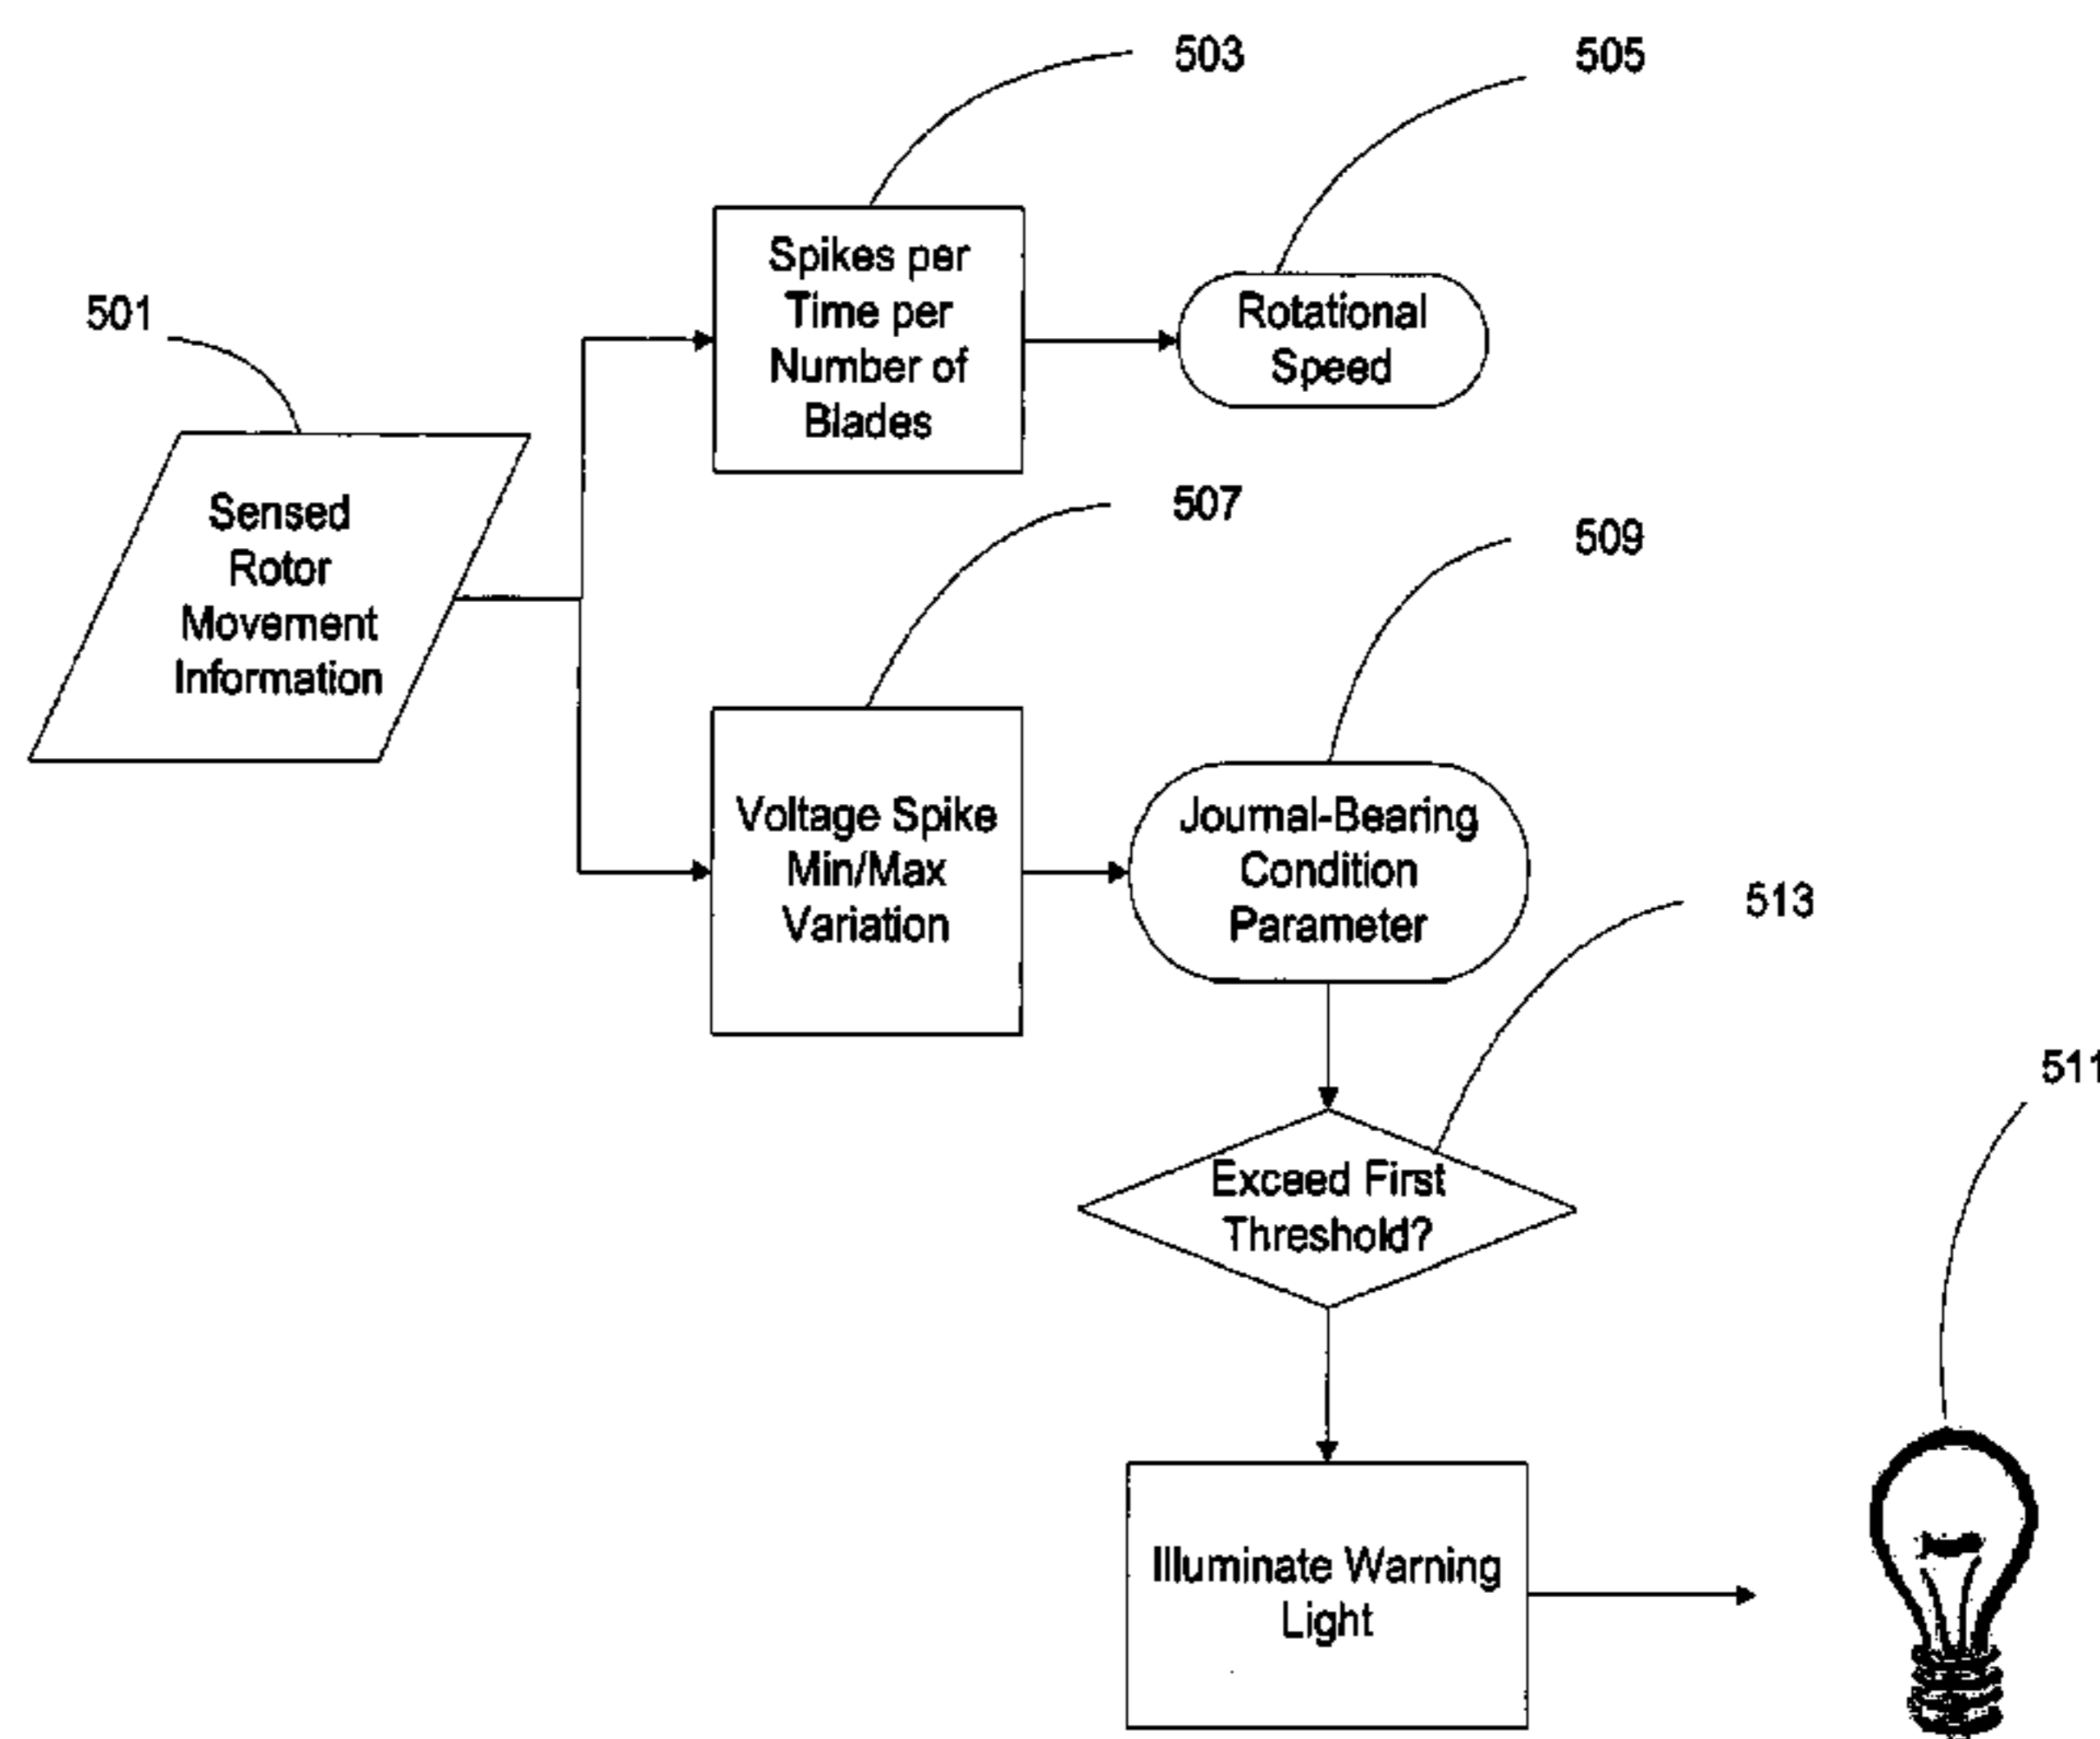 503
505
Spikes per
Time per
Number of
Blades
Rotational
Speed
501
Sensed
Rotor
Movement
Information
507
509
Voltage Spike
Min/Max
Variation
Journal-Bearing
Condition
Parameter
513
511
Exceed First
Threshold?
Illuminate Warning
Light